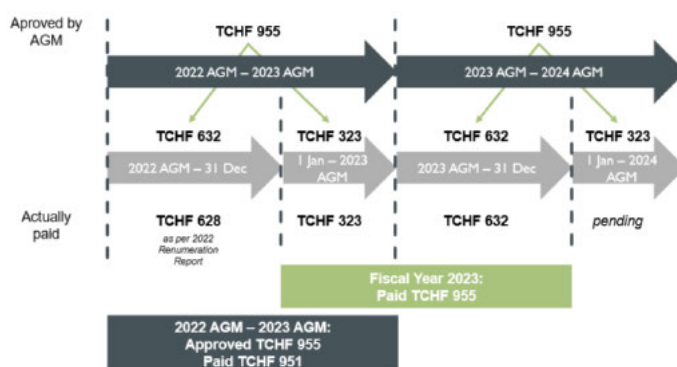 Aproved by
AGM
TCHF 955
TCHF 955
2022 AGM – 2023 AGM
2023 AGM – 2024 AGM
TCHF 632
TCHF 323
TCHF 632
TCHF 323
2022 AGM – 31 Dec
1 Jan – 2023
AGM
2023 AGM – 31 Dec
1 Jan – 2024
AGM
Actually
paid
TCHF 628
TCHF 323
TCHF 632
pending
as per 2022
Renumeration
Report
Fiscal Year 2023:
Paid TCHF 955
2022 AGM – 2023 AGM:
Approved TCHF 955
Paid TCHF 951